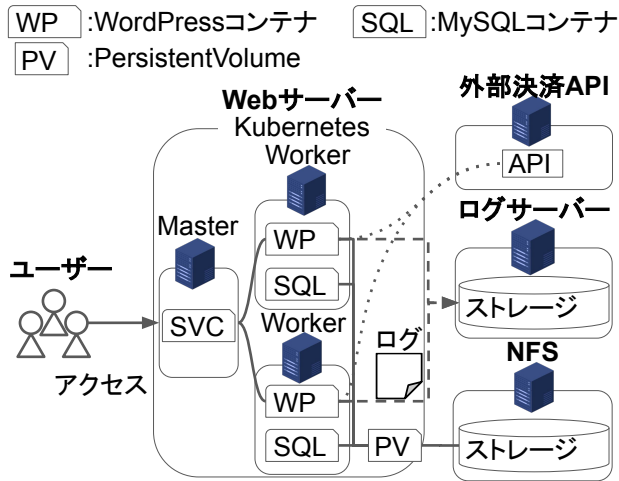 WP :WordPressコンテナ
SQL :MySQLコンテナ
PV :PersistentVolume
Webサーバー
Kubernetes
Worker
Master
WP
SQL
SVC
Worker
WP
SQL
PV
ログ
ユーザー
アクセス
外部決済API
API
ログサーバー
ストレージ
NFS
ストレージ